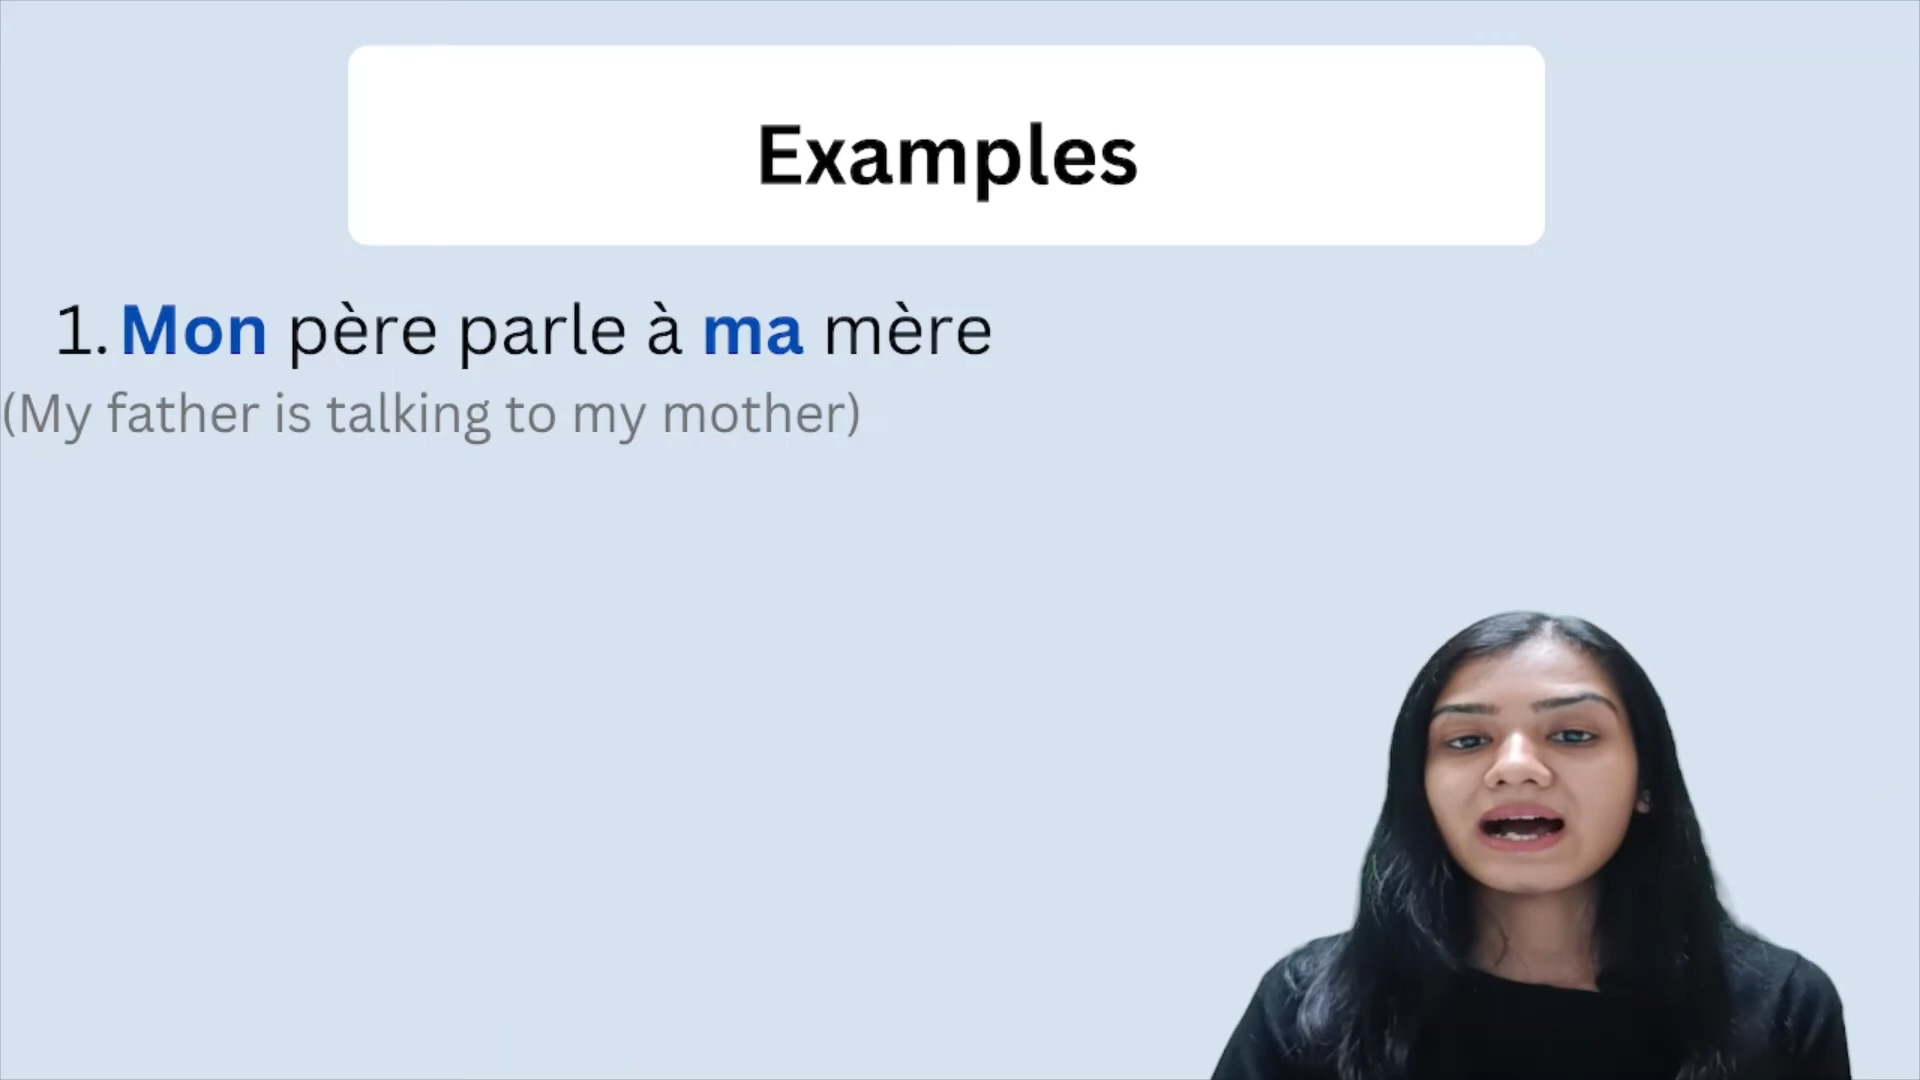 Examples
1. Mon père parle à ma mère
(My father is talking to my mother)